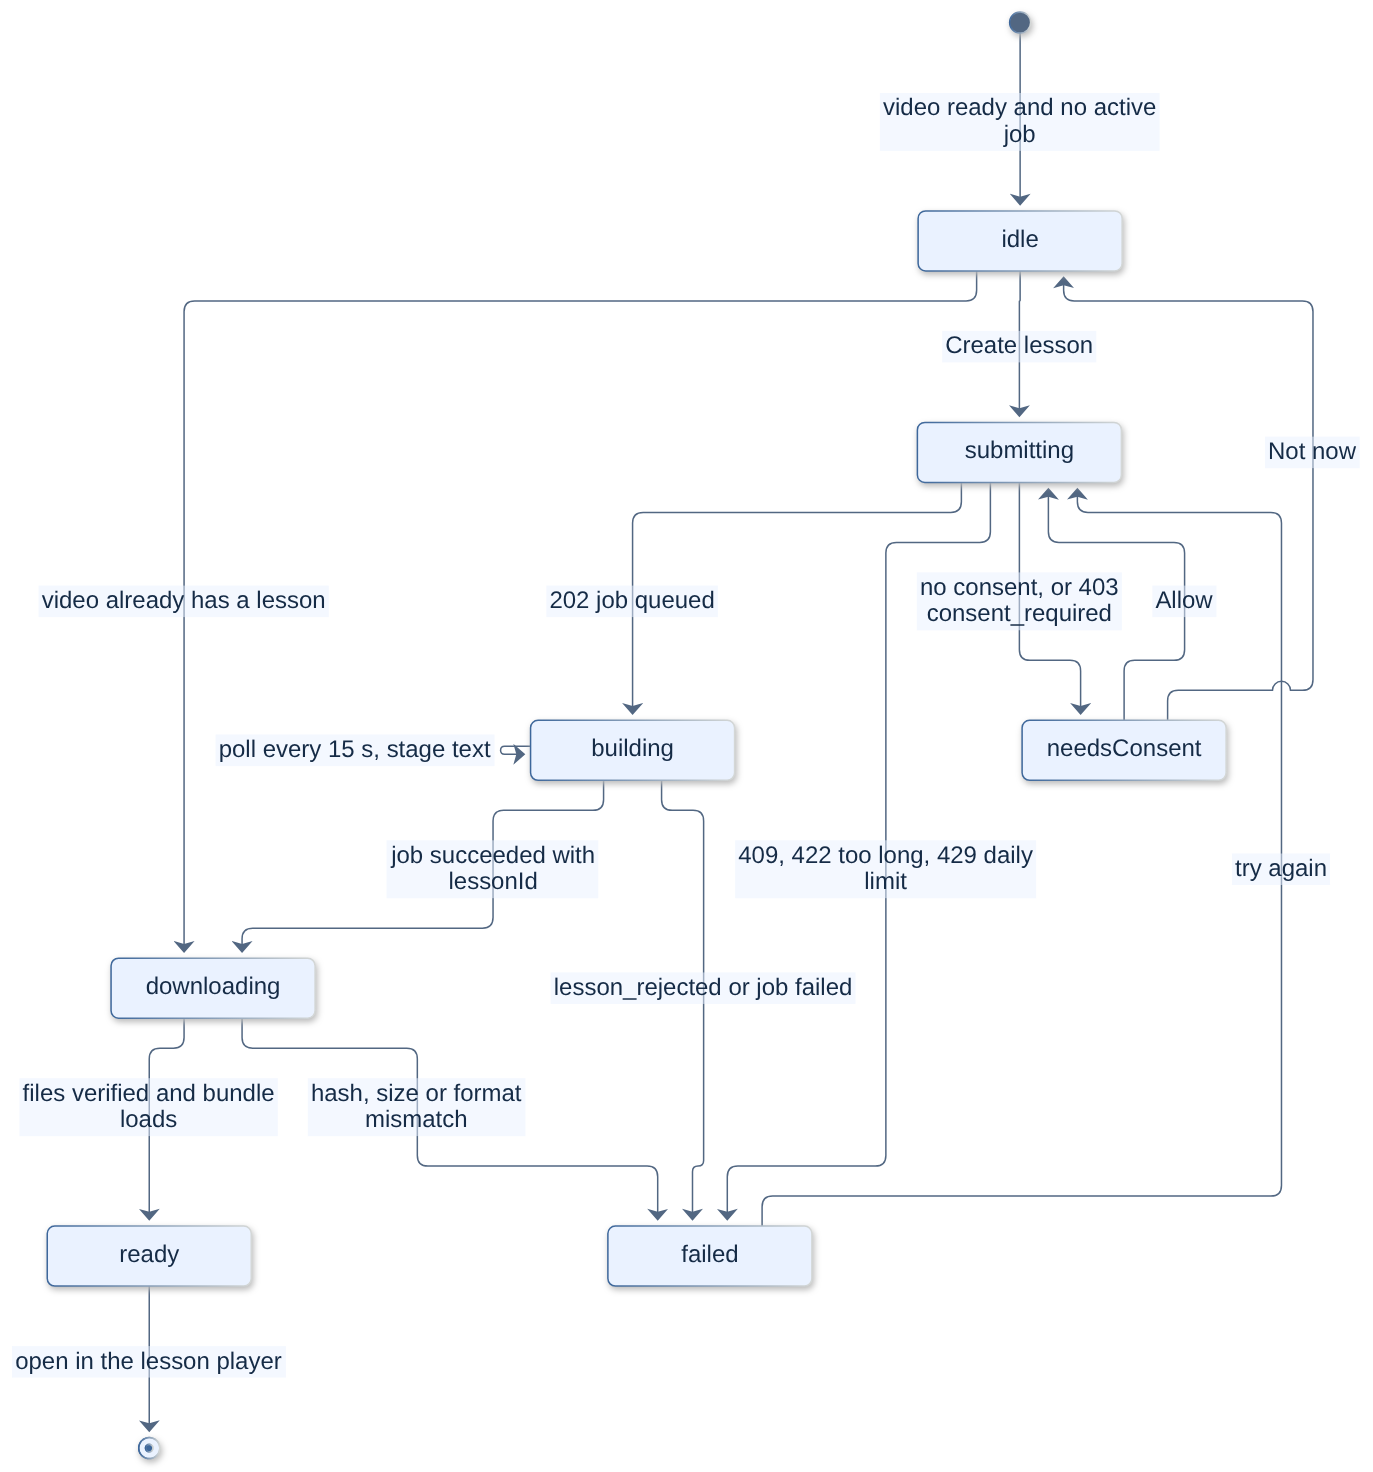 video ready and no active
job
idle
Create lesson
submitting
Not now
video already has a lesson
202 job queued
no consent, or 403
consent_required
Allow
poll every 15 s, stage text
building
needsConsent
job succeeded with
lessonId
409, 422 too long, 429 daily
limit
try again
downloading
lesson_rejected or job failed
files verified and bundle
loads
hash, size or format
mismatch
ready
failed
open in the lesson player